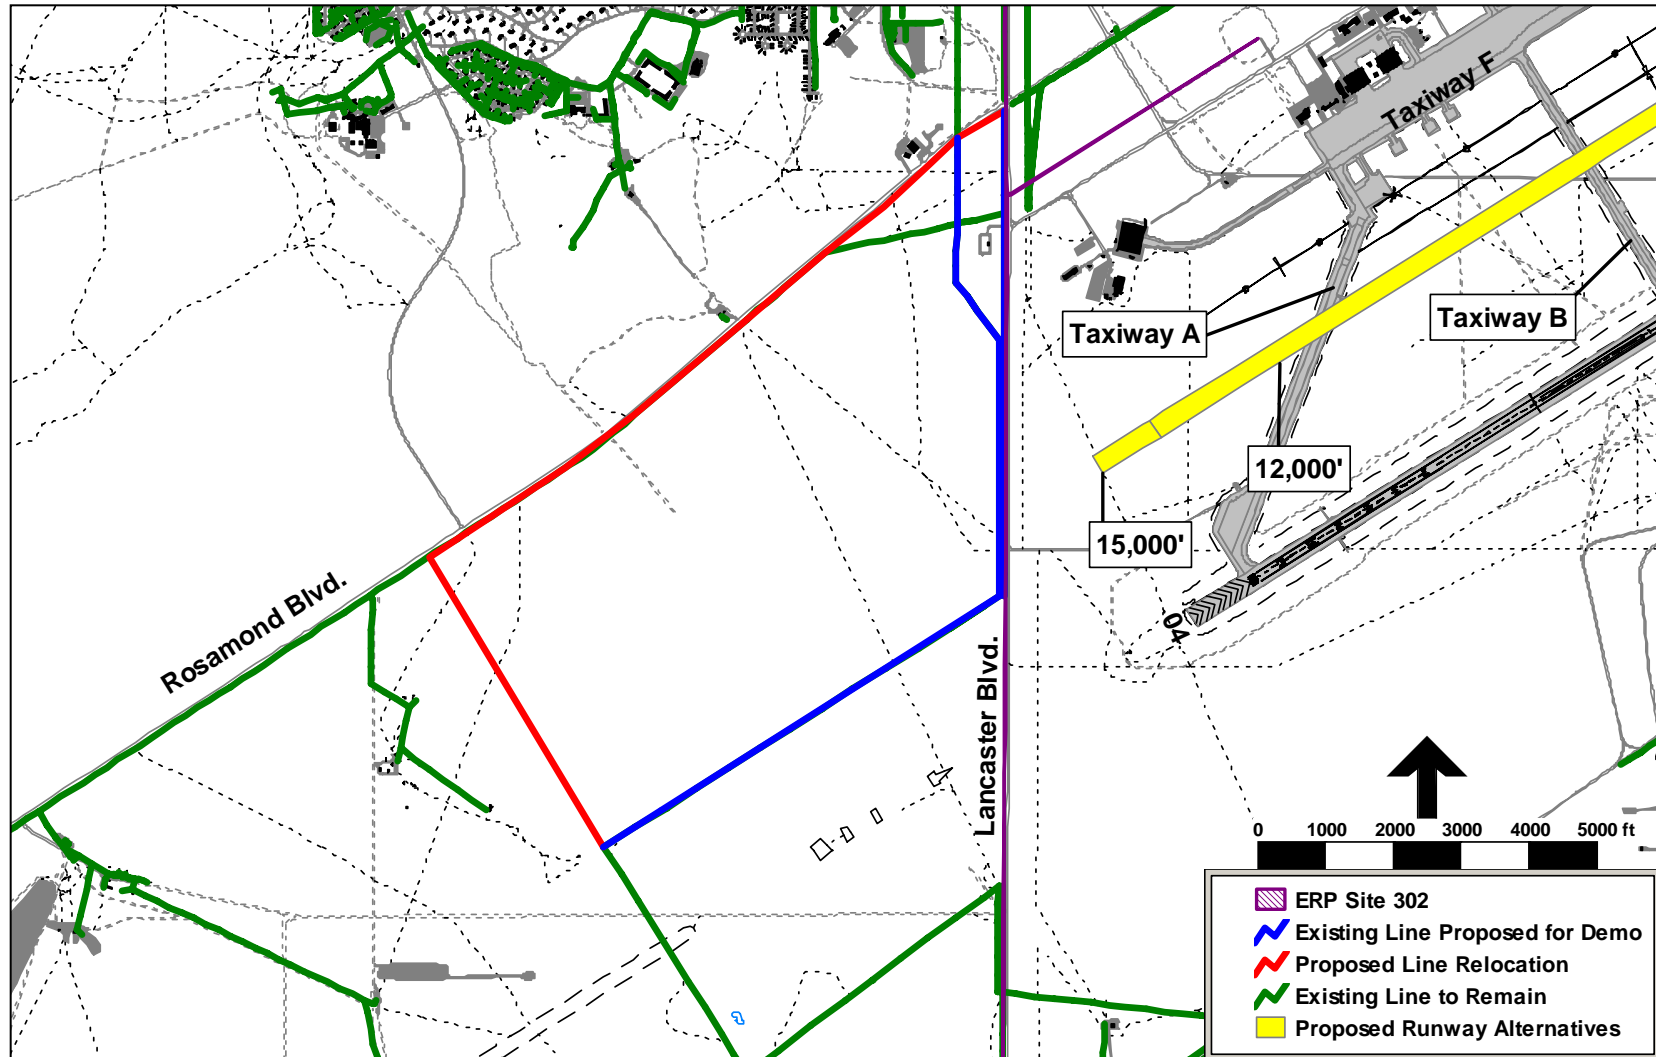 Taxiway F
Taxiway A
Taxiway B
12,000'
15,000'
04
Rosamond Blvd.
Lancaster Blvd.
0 1000 2000 3000 4000 5000 ft
ERP Site 302
Existing Line Proposed for Demo
Proposed Line Relocation
Existing Line to Remain
Proposed Runway Alternatives